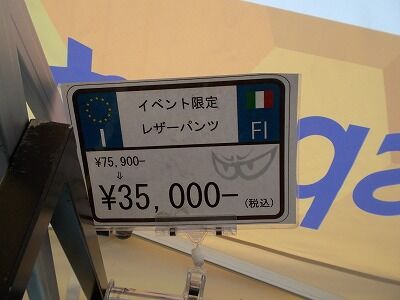 イベント限定
レザーパンツ
I
FI
¥75,900-
⇩
¥35,000-(税込)
ga